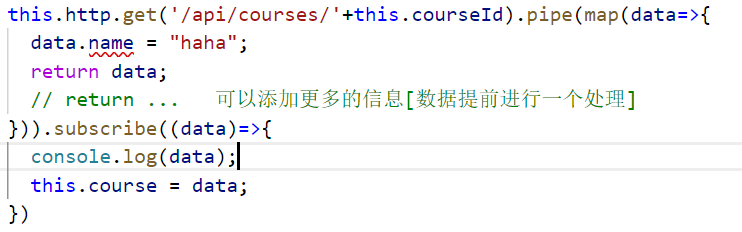 this.http.get('/api/courses/'+this.courseId).pipe(map(data=>{
  data.name = "haha";
  return data;
  // return ...   可以添加更多的信息[数据提前进行一个处理]
})).subscribe((data)=>{
  console.log(data);
  this.course = data;
})